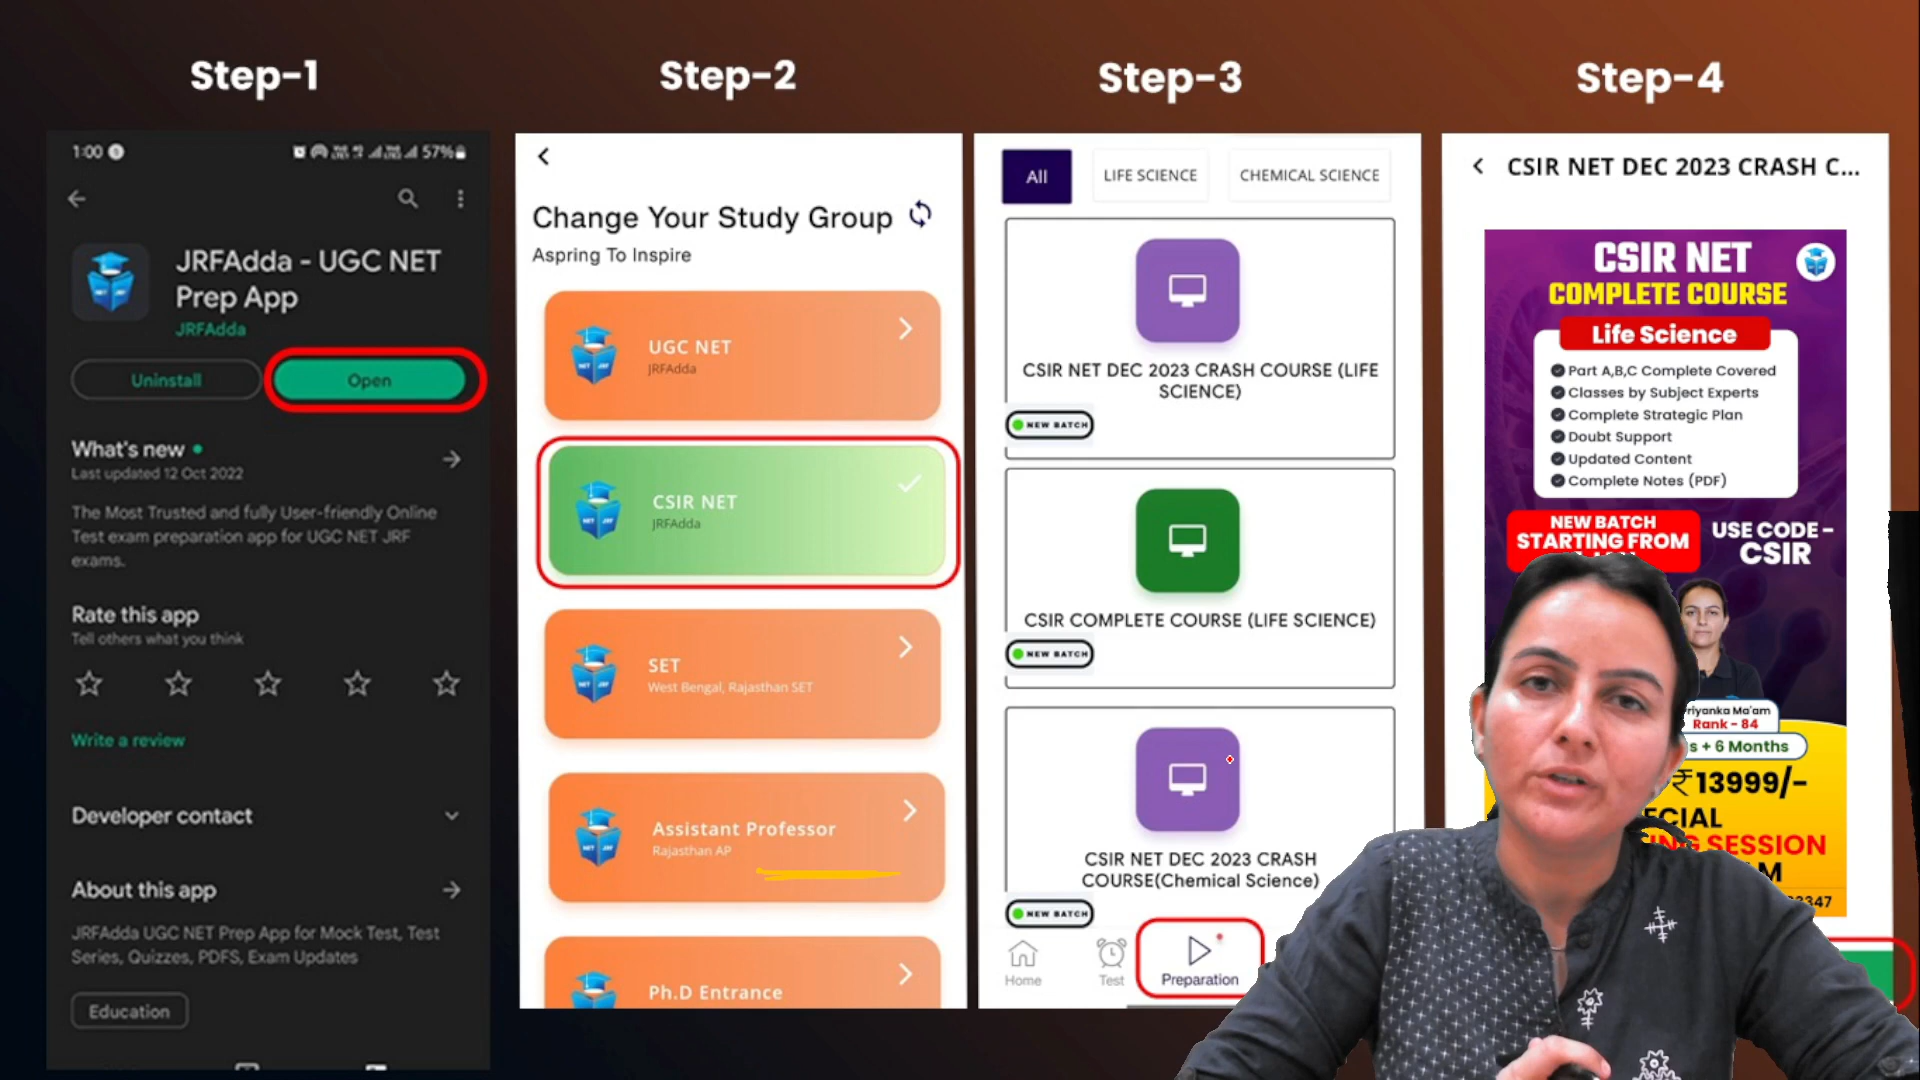 Step-1
Step-2
Step-3
Step-4
1:00
57%
JRFAdda - UGC NET
Prep App
JRFAdda
Uninstall
Open
What's new
Last updated 12 Oct 2022
The Most Trusted and fully User-friendly Online
Test exam preparation app for UGC NET JRF
exams.
Rate this app
Tell others what you think
Write a review
Developer contact
About this app
JRFAdda UGC NET Prep App for Mock Test, Test
Series, Quizzes, PDFS, Exam Updates
Education
Change Your Study Group
Aspring To Inspire
UGC NET
JRFAdda
CSIR NET
JRFAdda
SET
West Bengal, Rajasthan SET
Assistant Professor
Rajasthan AP
Ph.D Entrance
All
LIFE SCIENCE
CHEMICAL SCIENCE
CSIR NET DEC 2023 CRASH COURSE (LIFE
SCIENCE)
NEW BATCH
CSIR COMPLETE COURSE (LIFE SCIENCE)
NEW BATCH
CSIR NET DEC 2023 CRASH
COURSE(Chemical Science)
NEW BATCH
Home
Test
Preparation
CSIR NET DEC 2023 CRASH C...
CSIR NET
COMPLETE COURSE
Life Science
Part A,B,C Complete Covered
Classes by Subject Experts
Complete Strategic Plan
Doubt Support
Updated Content
Complete Notes (PDF)
NEW BATCH
STARTING FROM
USE CODE -
CSIR
riyanka Ma'am
Rank - 84
s + 6 Months
₹13999/-
ECIAL
NG SESSION
M